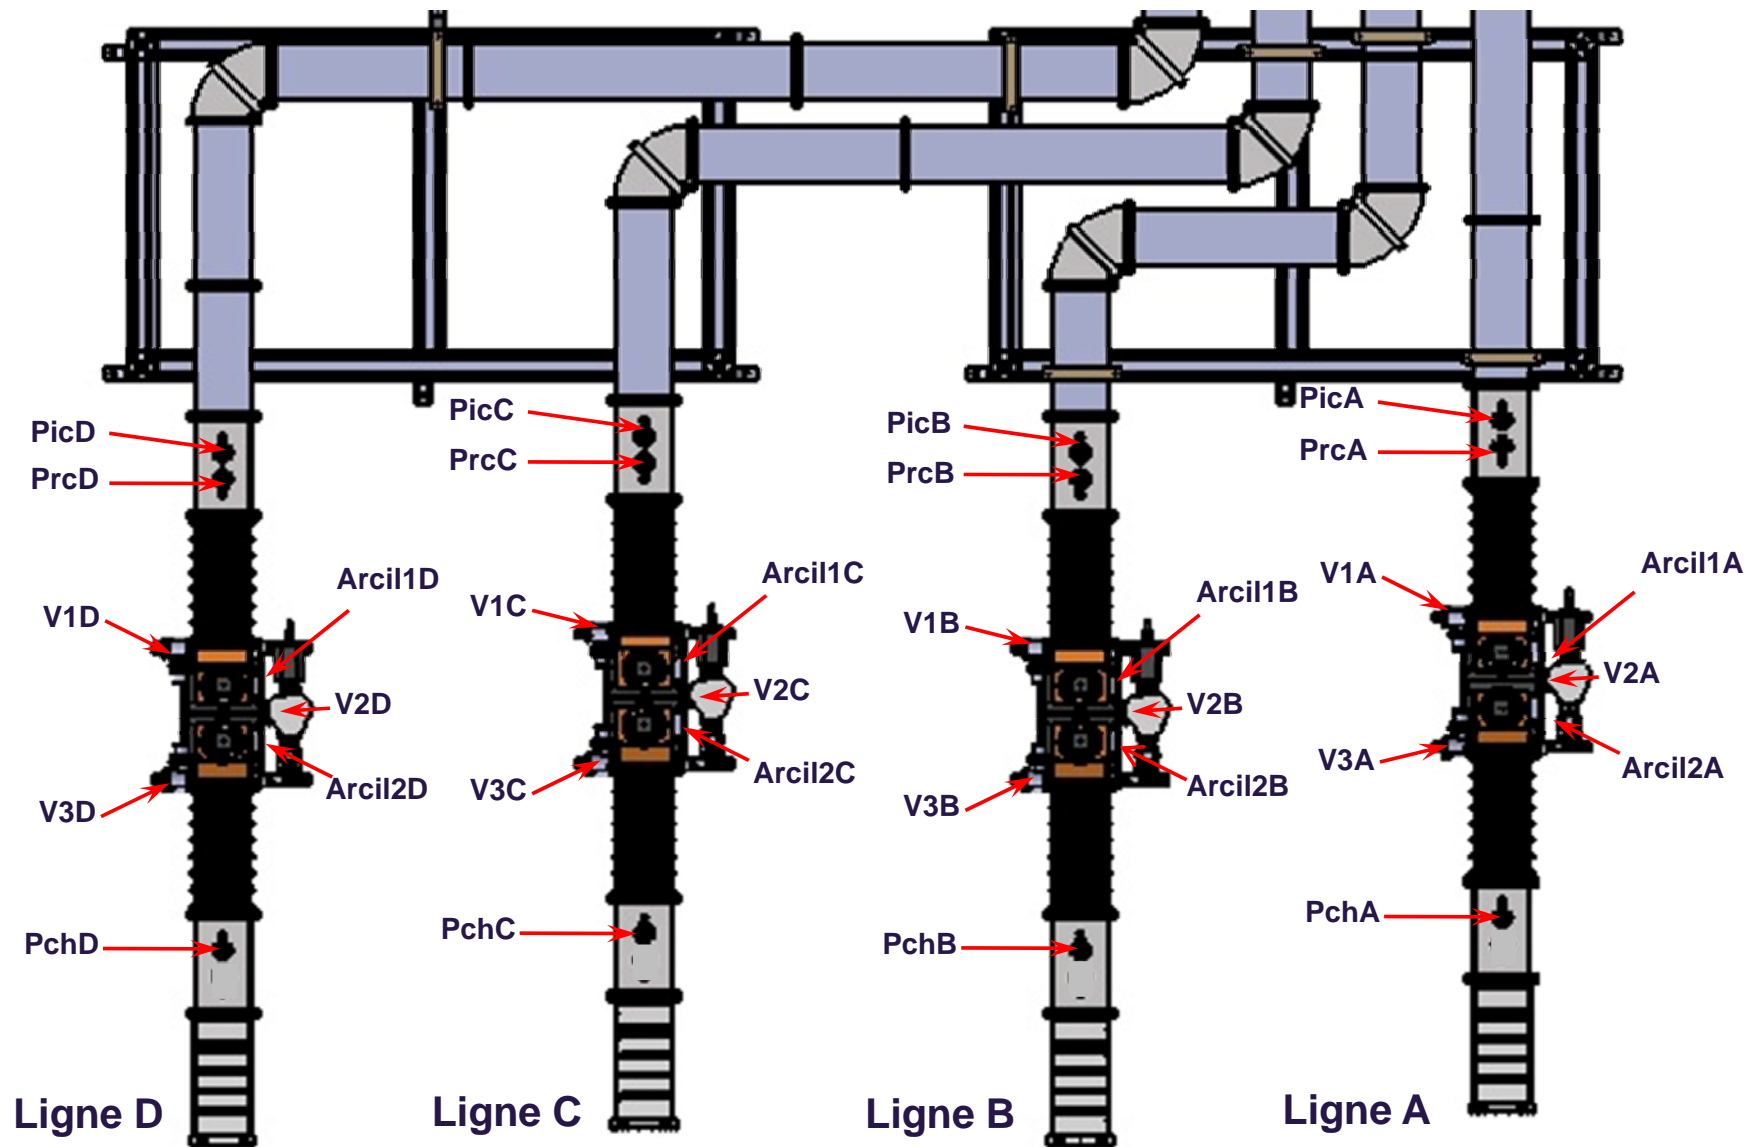 PicD
PrcD
Arcil1D
V1D
V2D
Arcil2D
V3D
PchD
Ligne D
PicC
PrcC
Arcil1C
V1C
V2C
Arcil2C
V3C
PchC
Ligne C
PicB
PrcB
Arcil1B
V1B
V2B
Arcil2B
V3B
PchB
Ligne B
PicA
PrcA
Arcil1A
V1A
V2A
V3A
Arcil2A
PchA
Ligne A